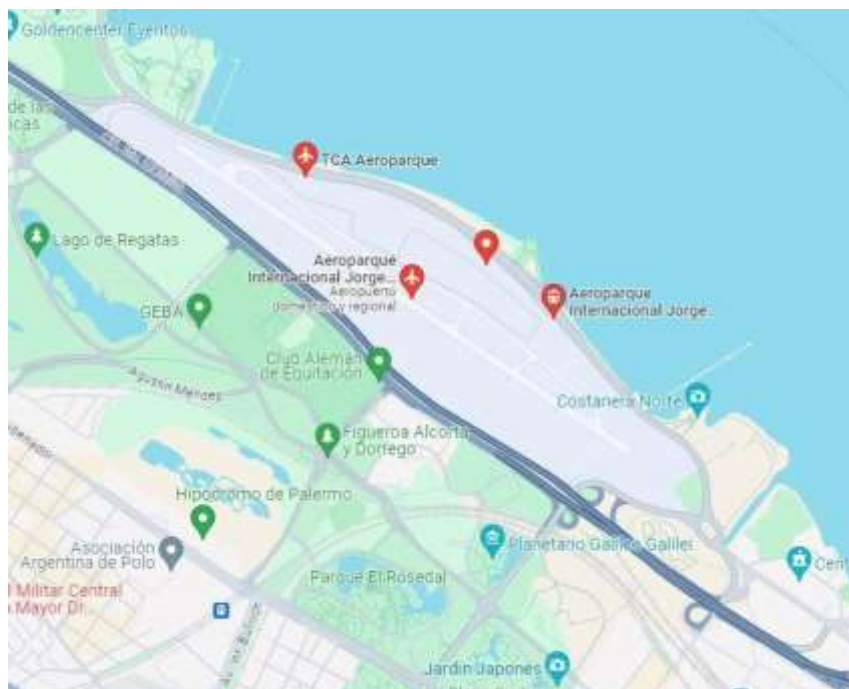 Goldencenter Eventos
de las
icas
TCA Aeroparque
Lago de Regatas
Aeroparque
Internacional Jorge...
Aeropuerto
doméstico y regional
Aeroparque
Internacional Jorge...
GEBA
Club Alemán
de Equitación
Agustín Méndez
Costanera Norte
Figueroa Alcorta
y Dorrego
Hipódromo de Palermo
Asociación
Argentina de Polo
Planetario Galileo Galilei
Cent
Parque El Rosedal
l Militar Central
Mayor Dr...
Jardín Japonés